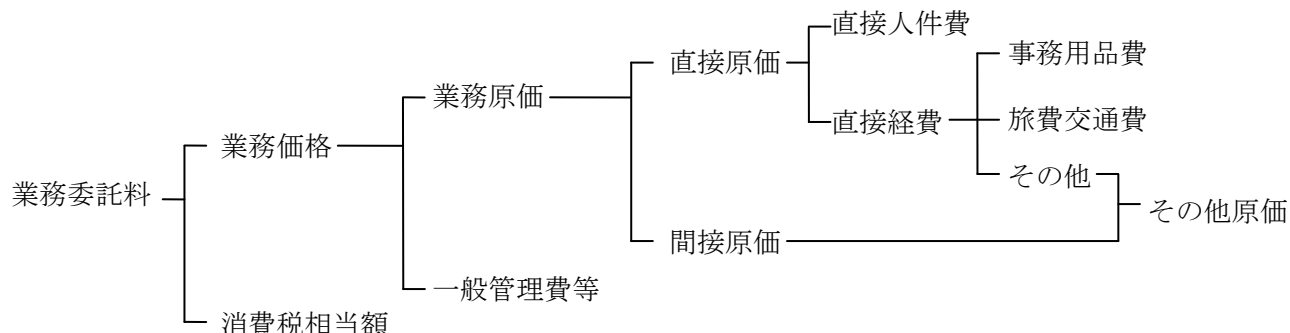 直接人件費
直接原価
事務用品費
業務原価
直接経費
旅費交通費
業務価格
その他
業務委託料
その他原価
間接原価
一般管理費等
消費税相当額